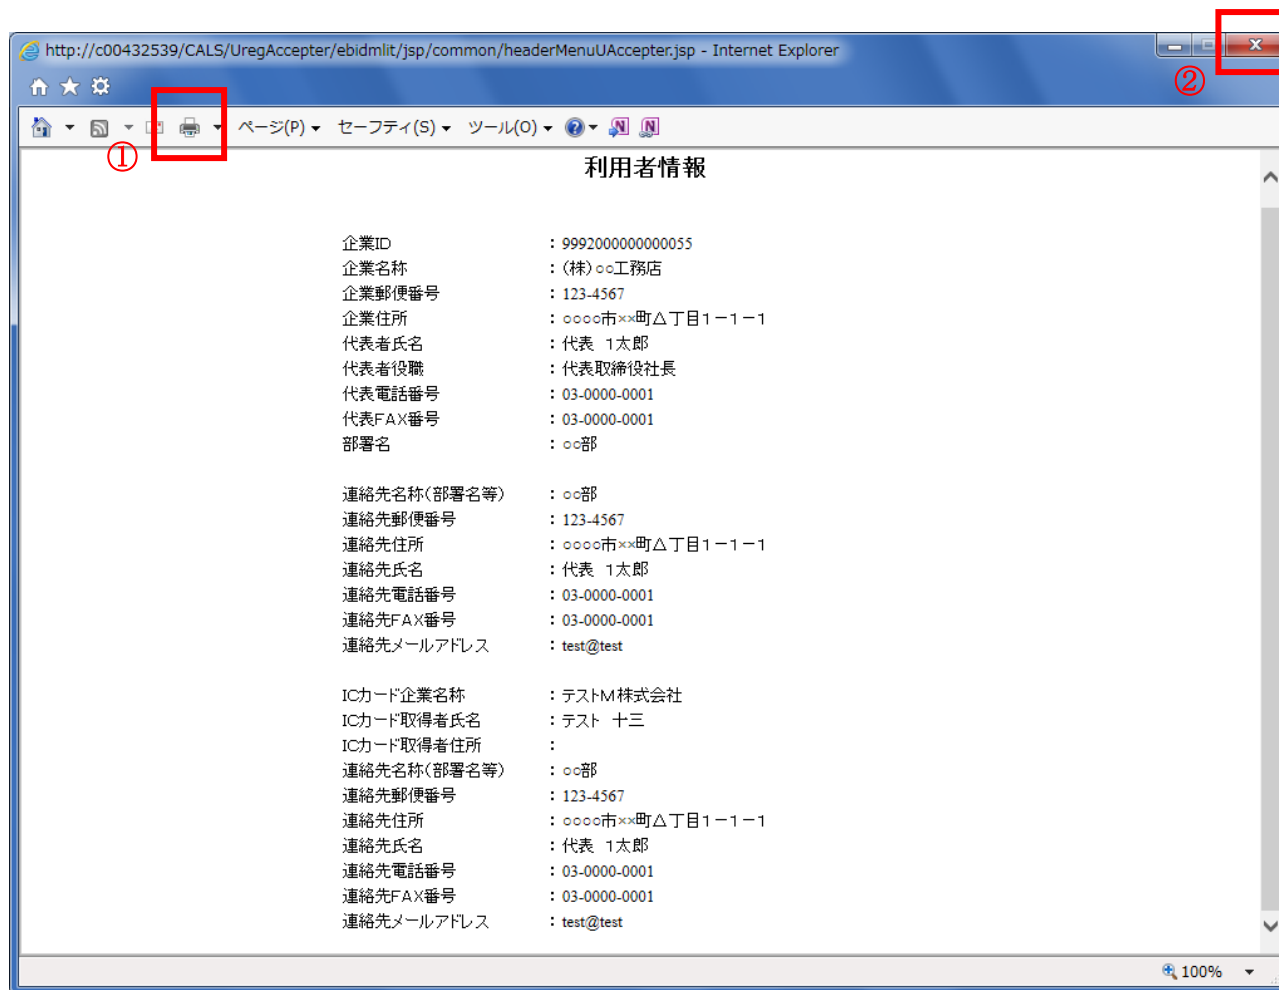 http://c00432539/CALS/UregAccepter/ebidmlit/jsp/common/headerMenuUAccepter.jsp - Internet Explorer
②
ページ(P) セーフティ(S) ツール(O)
①
利用者情報
企業ID : 9992000000000055
企業名称 : (株)○○工務店
企業郵便番号 : 123-4567
企業住所 : ○○○○市××町△丁目1-1-1
代表者氏名 : 代表 1太郎
代表者役職 : 代表取締役社長
代表電話番号 : 03-0000-0001
代表FAX番号 : 03-0000-0001
部署名 : ○○部
連絡先名称(部署名等) : ○○部
連絡先郵便番号 : 123-4567
連絡先住所 : ○○○○市××町△丁目1-1-1
連絡先氏名 : 代表 1太郎
連絡先電話番号 : 03-0000-0001
連絡先FAX番号 : 03-0000-0001
連絡先メールアドレス : test@test
ICカード企業名称 : テストM株式会社
ICカード取得者氏名 : テスト 十三
ICカード取得者住所 :
連絡先名称(部署名等) : ○○部
連絡先郵便番号 : 123-4567
連絡先住所 : ○○○○市××町△丁目1-1-1
連絡先氏名 : 代表 1太郎
連絡先電話番号 : 03-0000-0001
連絡先FAX番号 : 03-0000-0001
連絡先メールアドレス : test@test
100%